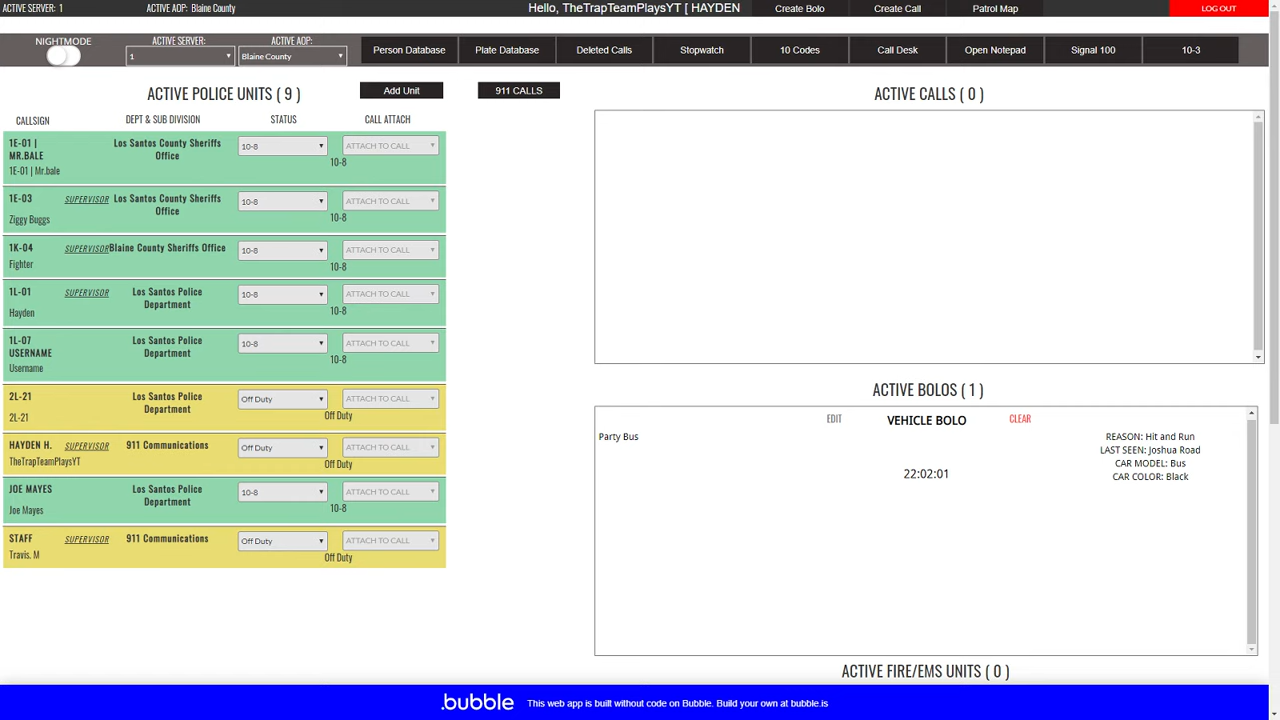 ACTIVE SERVER: 1 ACTIVE AOP: Blaine County Hello, TheTrapTeamPlaysYT [ HAYDEN Create Bolo Create Call Patrol Map LOG OUT
NIGHTMODE ACTIVE SERVER: ACTIVE AOP:
1 Blaine County Person Database Plate Database Deleted Calls Stopwatch 10 Codes Call Desk Open Notepad Signal 100 10-3
ACTIVE POLICE UNITS ( 9 ) Add Unit 911 CALLS
CALLSIGN DEPT & SUB DIVISION STATUS CALL ATTACH
1E-01 | Los Santos County Sheriffs 10-8 ATTACH TO CALL
MR.BALE Office 10-8
1E-01 | Mr.bale
1E-03 SUPERVISOR Los Santos County Sheriffs 10-8 ATTACH TO CALL
Office
Ziggy Buggs 10-8
1K-04 SUPERVISOR Blaine County Sheriffs Office 10-8 ATTACH TO CALL
Fighter 10-8
1L-01 SUPERVISOR Los Santos Police 10-8 ATTACH TO CALL
Department
Hayden 10-8
1L-07 Los Santos Police 10-8 ATTACH TO CALL
USERNAME Department 10-8
Username
2L-21 Los Santos Police Off Duty ATTACH TO CALL
Department
2L-21 Off Duty
HAYDEN H. SUPERVISOR 911 Communications Off Duty ATTACH TO CALL
TheTrapTeamPlaysYT Off Duty
JOE MAYES Los Santos Police 10-8 ATTACH TO CALL
Department
Joe Mayes 10-8
STAFF SUPERVISOR 911 Communications Off Duty ATTACH TO CALL
Travis. M Off Duty
ACTIVE CALLS ( 0 )
ACTIVE BOLOS ( 1 )
EDIT VEHICLE BOLO CLEAR
Party Bus REASON: Hit and Run
LAST SEEN: Joshua Road
CAR MODEL: Bus
22:02:01
CAR COLOR: Black
ACTIVE FIRE/EMS UNITS ( 0 )
.bubble This web app is built without code on Bubble. Build your own at bubble.is